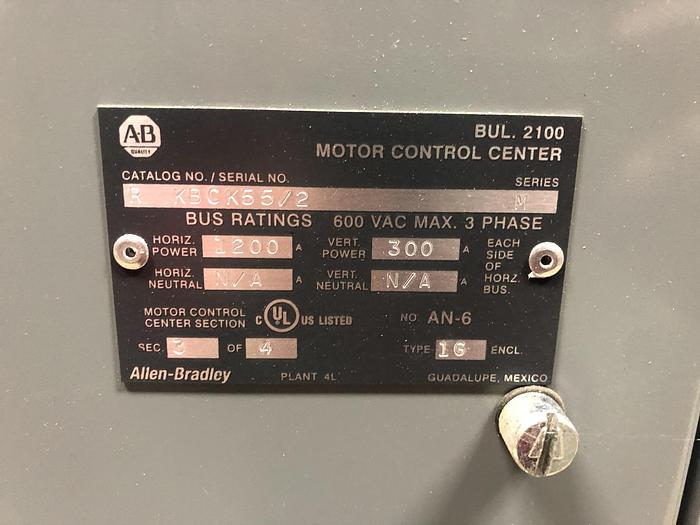 A-B
QUALITY
BUL. 2100
MOTOR CONTROL CENTER
CATALOG NO. / SERIAL NO. SERIES
R KBCK55/2 M
BUS RATINGS 600 VAC MAX. 3 PHASE
HORIZ. POWER 1200 A VERT. POWER 300 A EACH SIDE OF HORZ. BUS.
HORIZ. NEUTRAL N/A A VERT. NEUTRAL N/A A
MOTOR CONTROL CENTER SECTION C UL US LISTED NO. AN-6
SEC. 3 OF 4 TYPE 1G ENCL.
Allen-Bradley PLANT 4L GUADALUPE, MEXICO